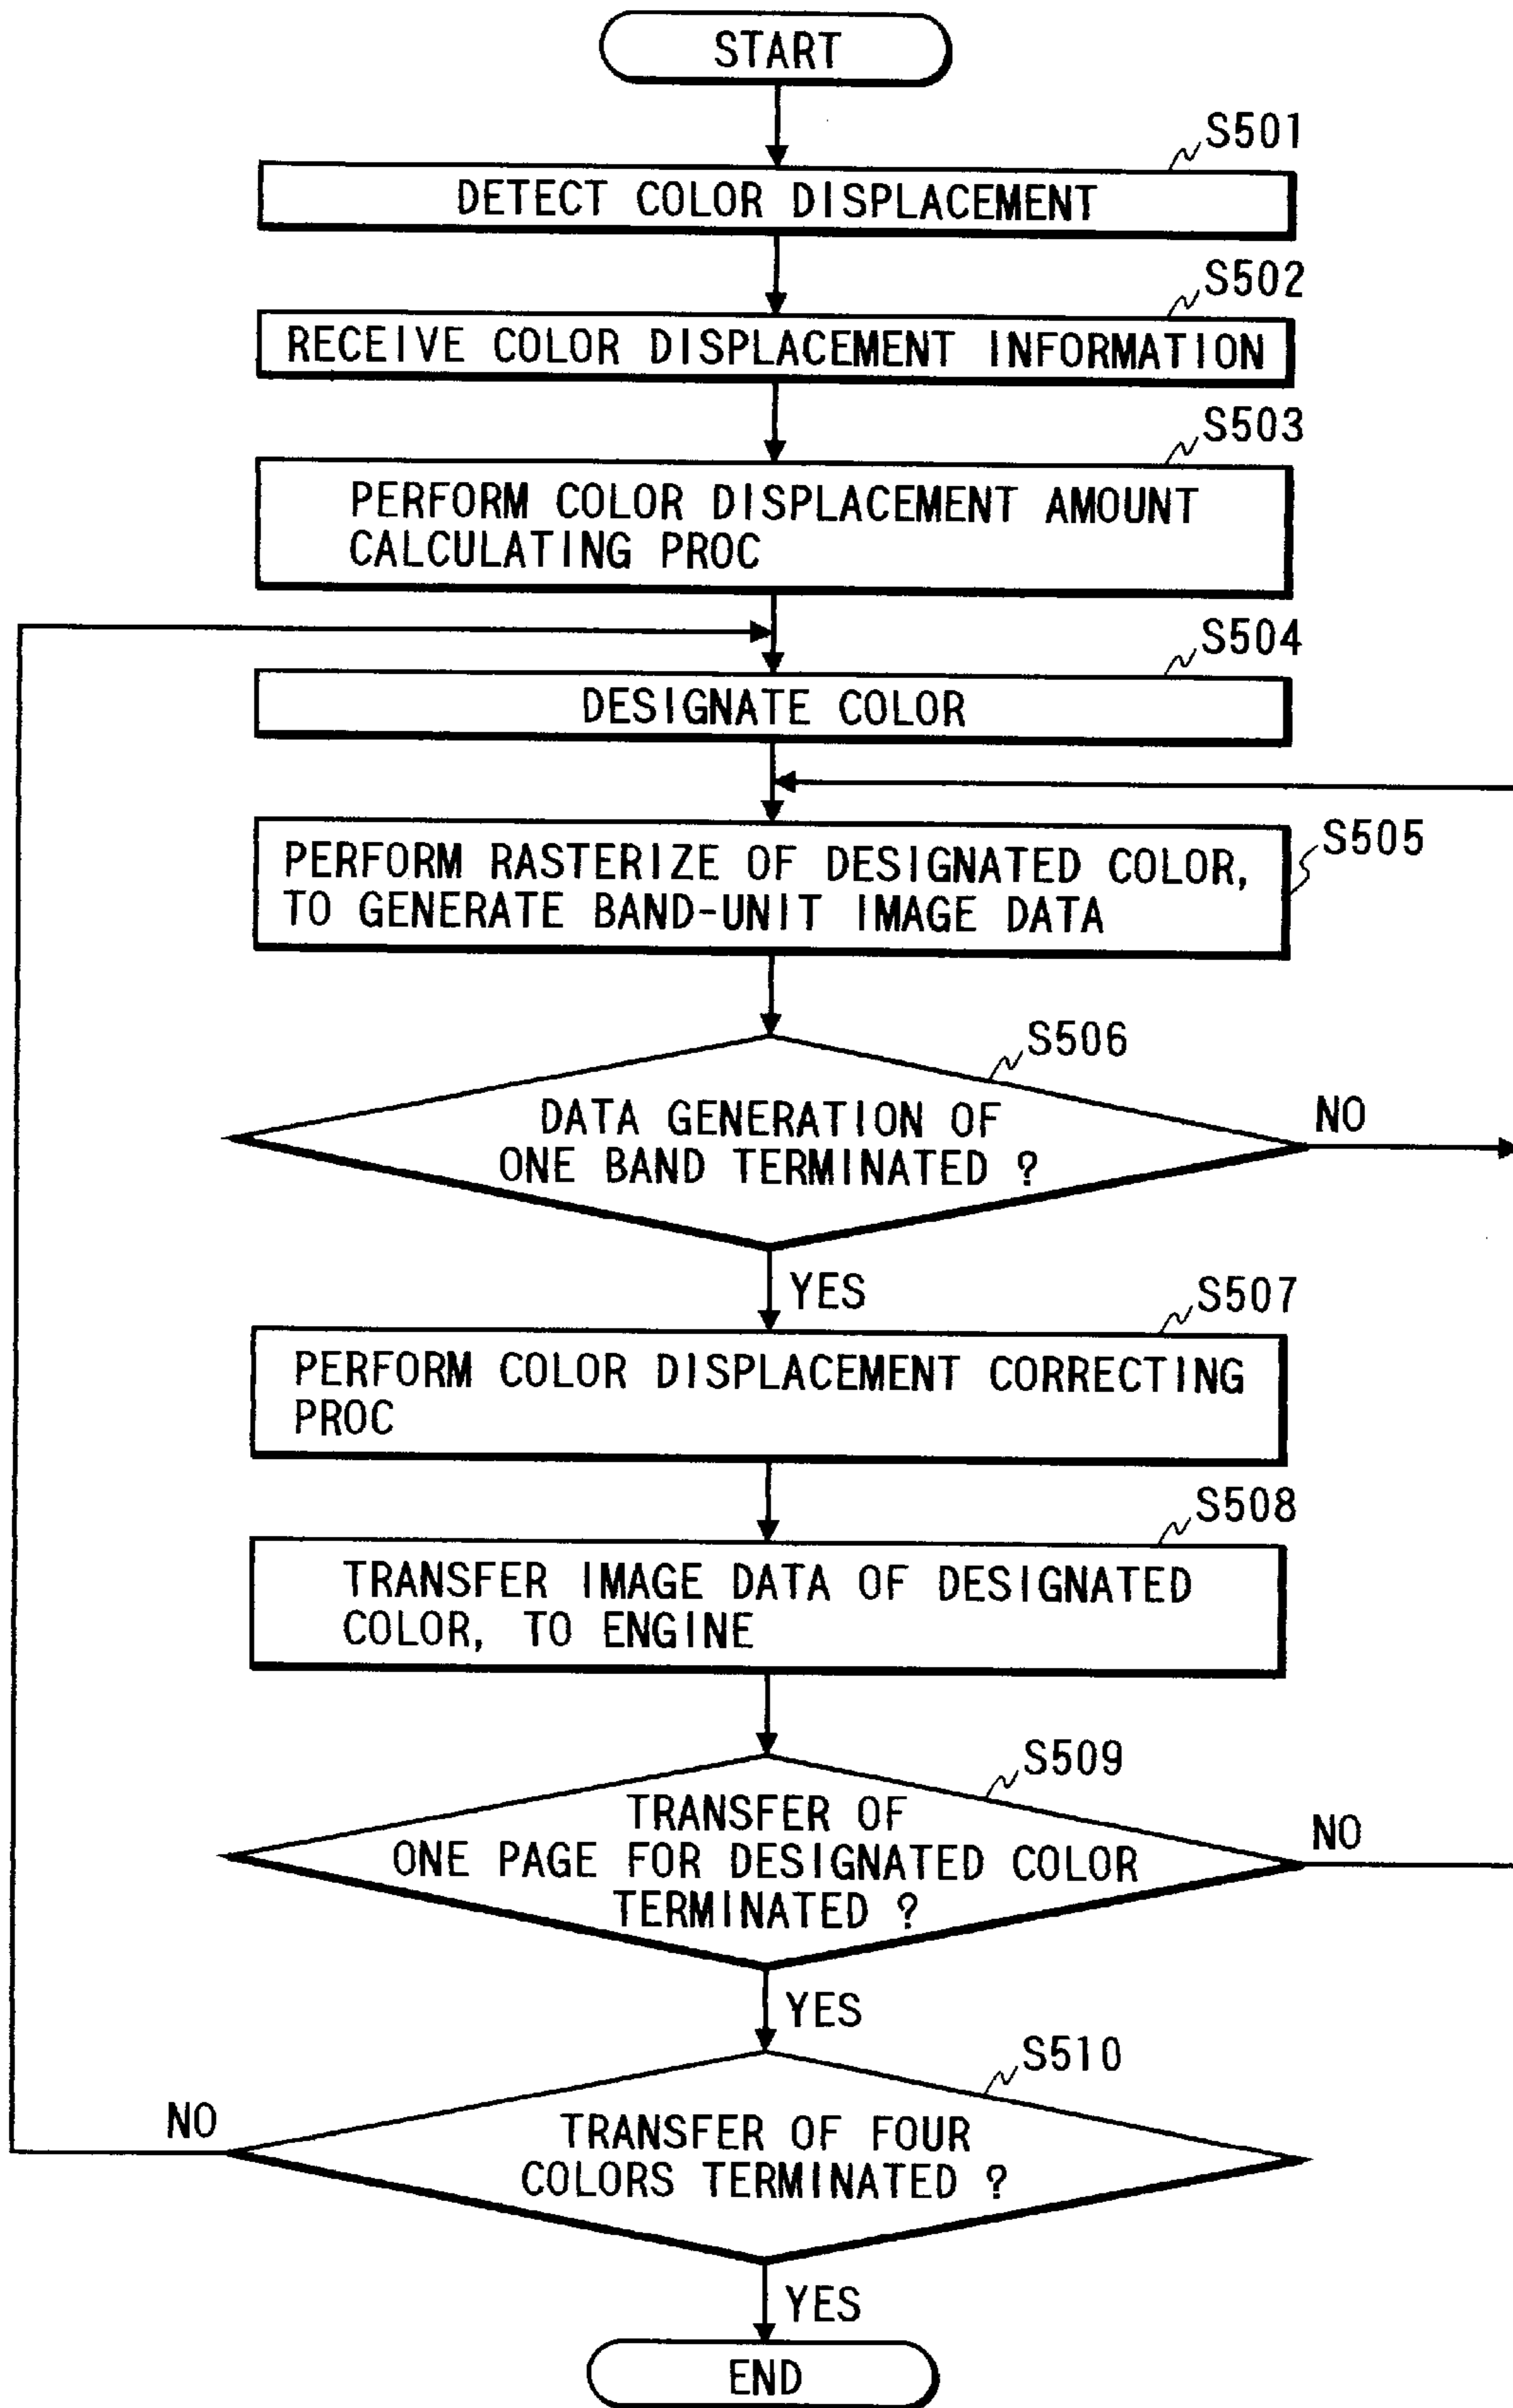 START
S501
DETECT COLOR DISPLACEMENT
S502
RECEIVE COLOR DISPLACEMENT INFORMATION
S503
PERFORM COLOR DISPLACEMENT AMOUNT
CALCULATING PROC
S504
DESIGNATE COLOR
S505
PERFORM RASTERIZE OF DESIGNATED COLOR,
TO GENERATE BAND-UNIT IMAGE DATA
S506
DATA GENERATION OF
ONE BAND TERMINATED ?
NO
YES
S507
PERFORM COLOR DISPLACEMENT CORRECTING
PROC
S508
TRANSFER IMAGE DATA OF DESIGNATED
COLOR, TO ENGINE
S509
TRANSFER OF
ONE PAGE FOR DESIGNATED COLOR
TERMINATED ?
NO
YES
S510
NO
TRANSFER OF FOUR
COLORS TERMINATED ?
YES
END